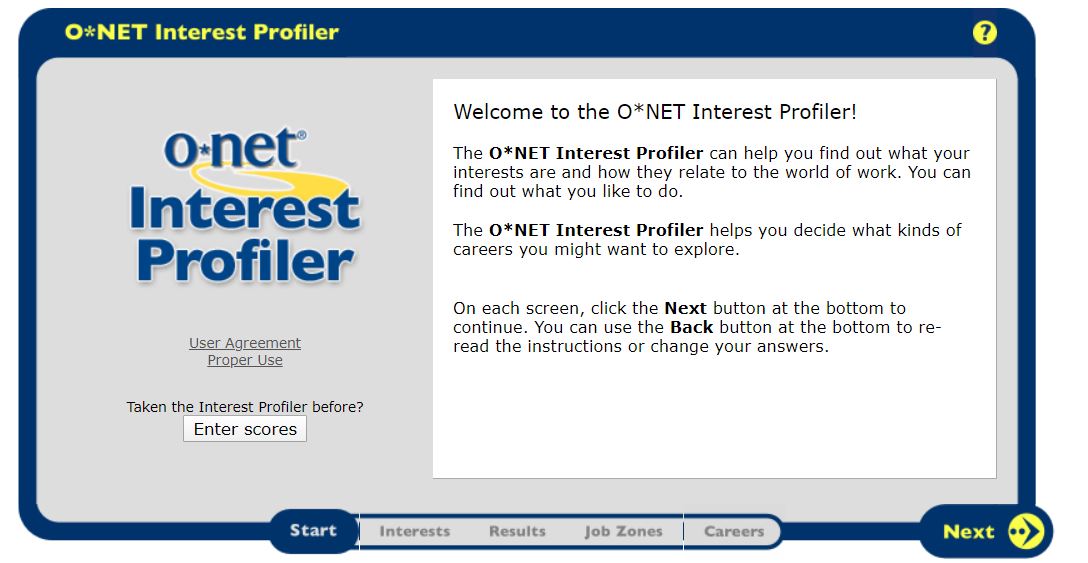 O*NET Interest Profiler
?
o*net®
Interest
Profiler
User Agreement
Proper Use
Taken the Interest Profiler before?
Enter scores
Welcome to the O*NET Interest Profiler!
The O*NET Interest Profiler can help you find out what your
interests are and how they relate to the world of work. You can
find out what you like to do.
The O*NET Interest Profiler helps you decide what kinds of
careers you might want to explore.
On each screen, click the Next button at the bottom to
continue. You can use the Back button at the bottom to re-
read the instructions or change your answers.
Start Interests Results Job Zones Careers
Next